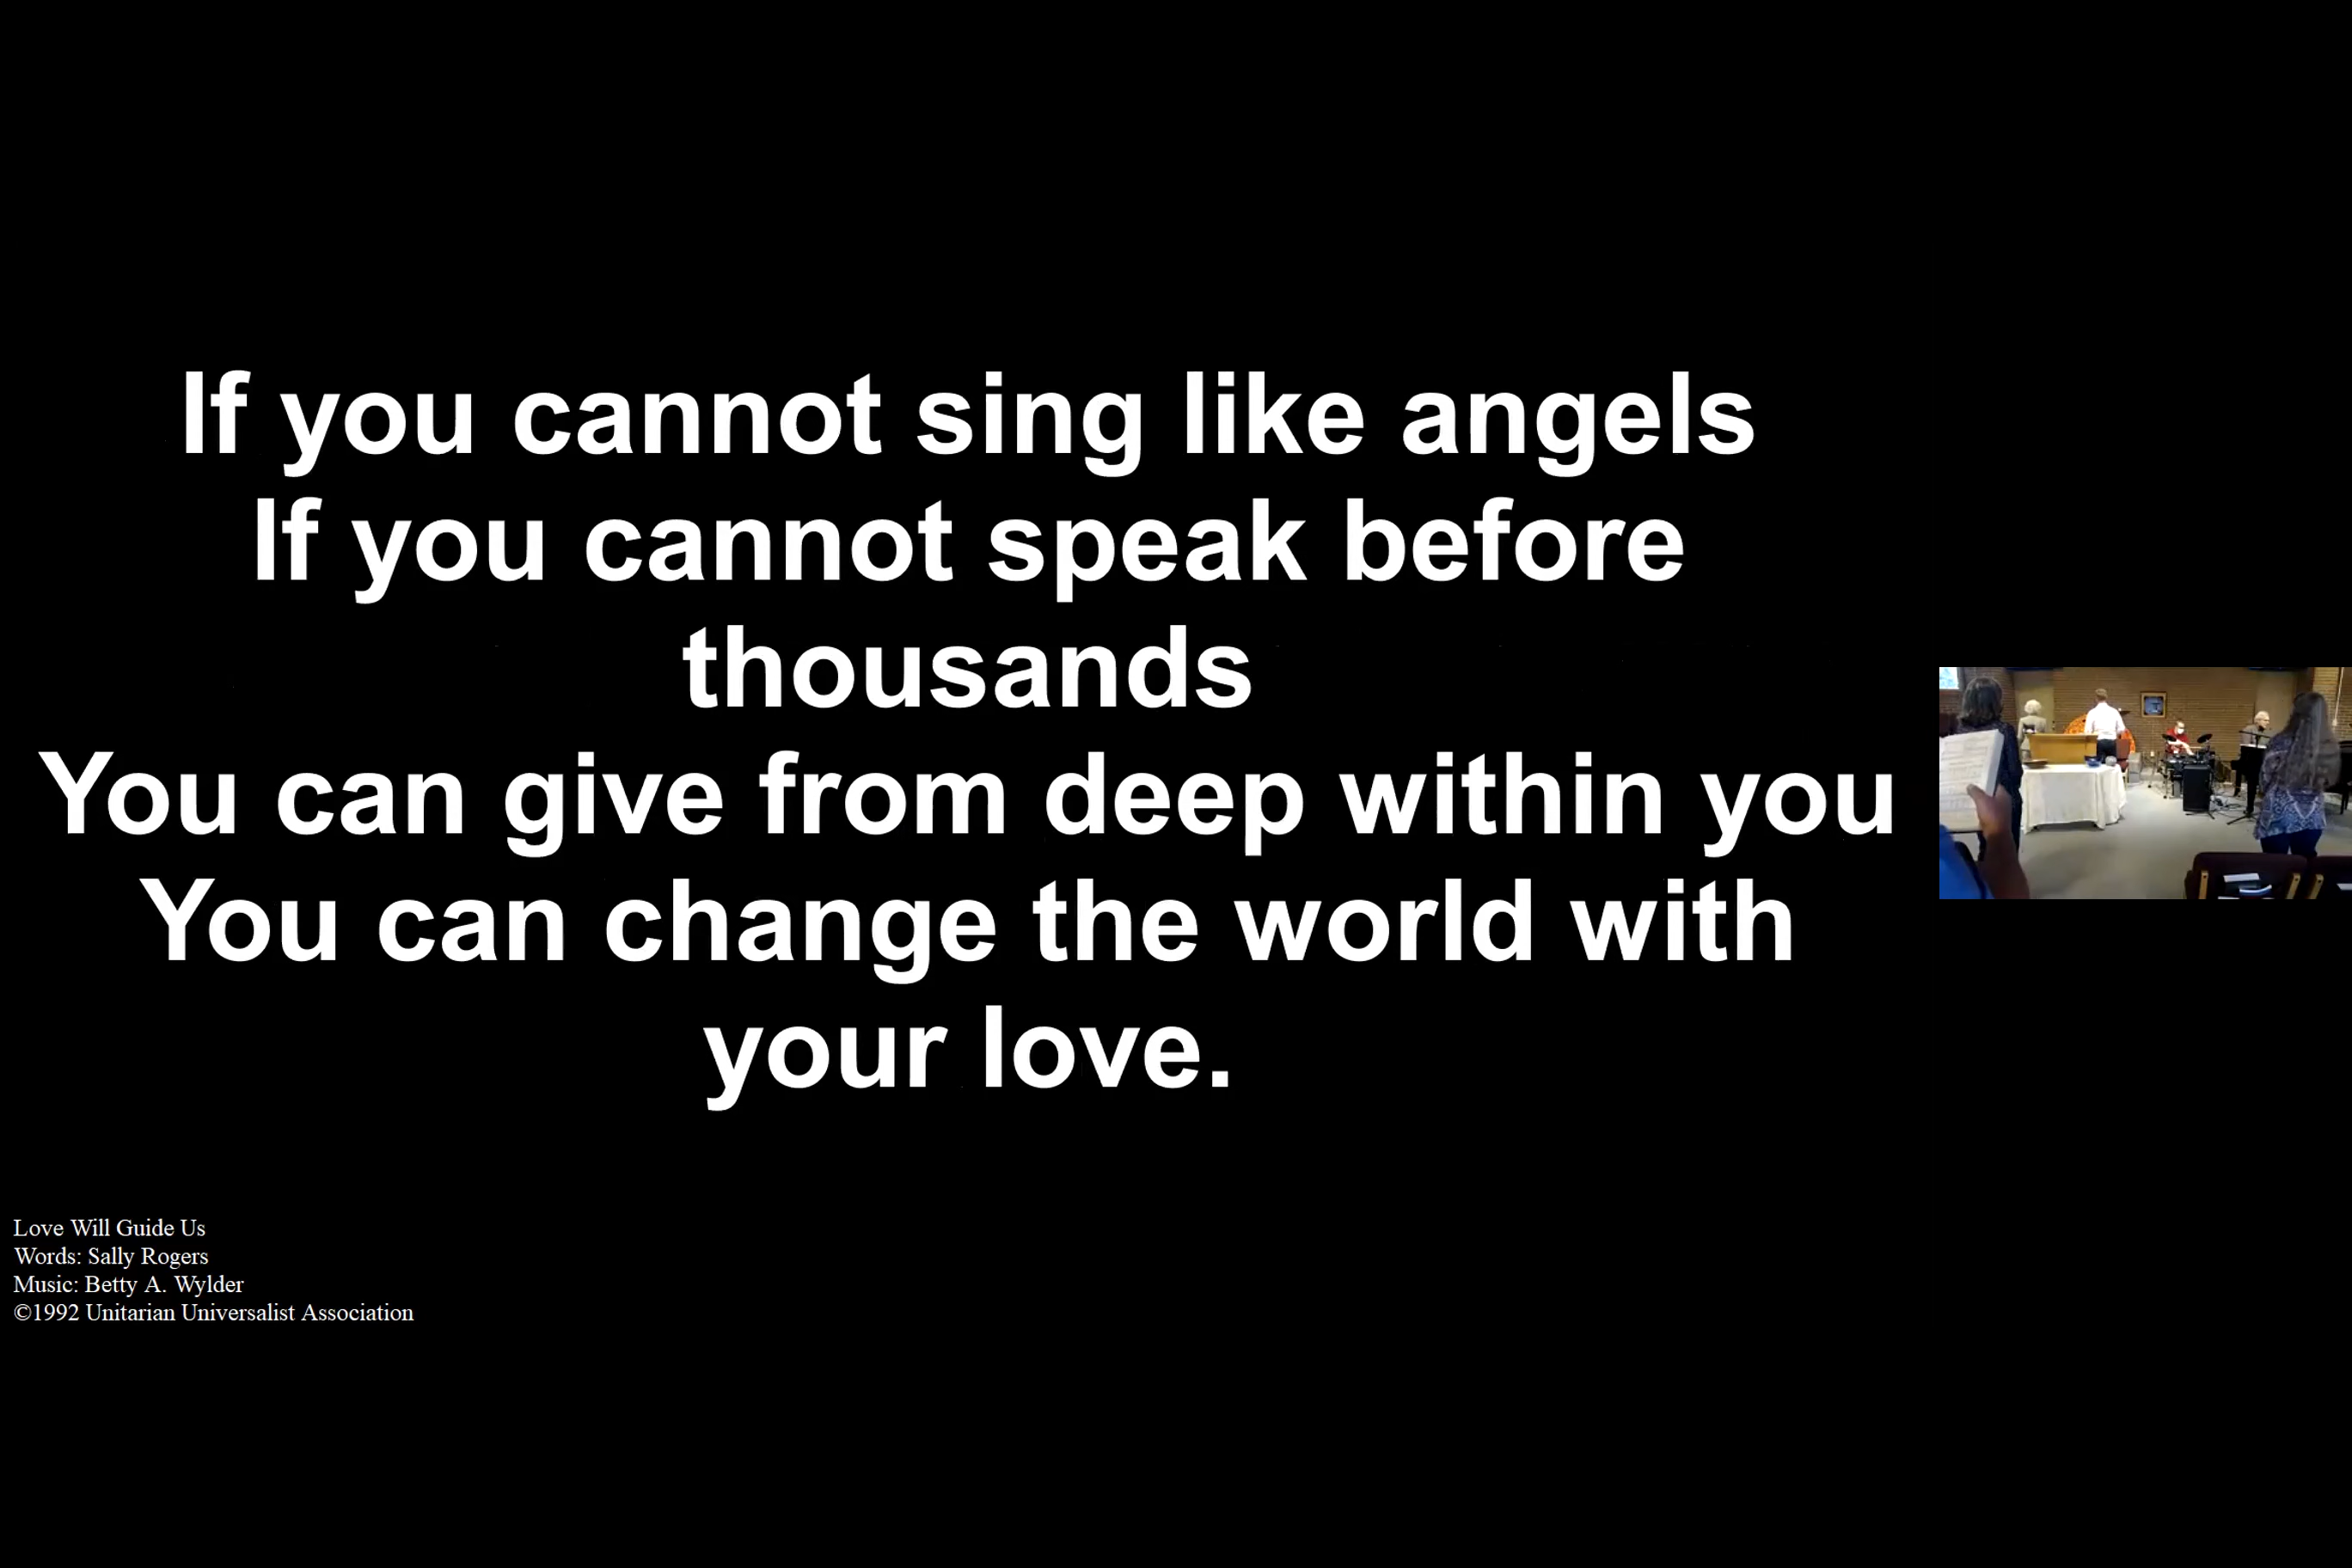 If you cannot sing like angels
If you cannot speak before
thousands
You can give from deep within you
You can change the world with
your love.
Love Will Guide Us
Words: Sally Rogers
Music: Betty A. Wylder
©1992 Unitarian Universalist Association